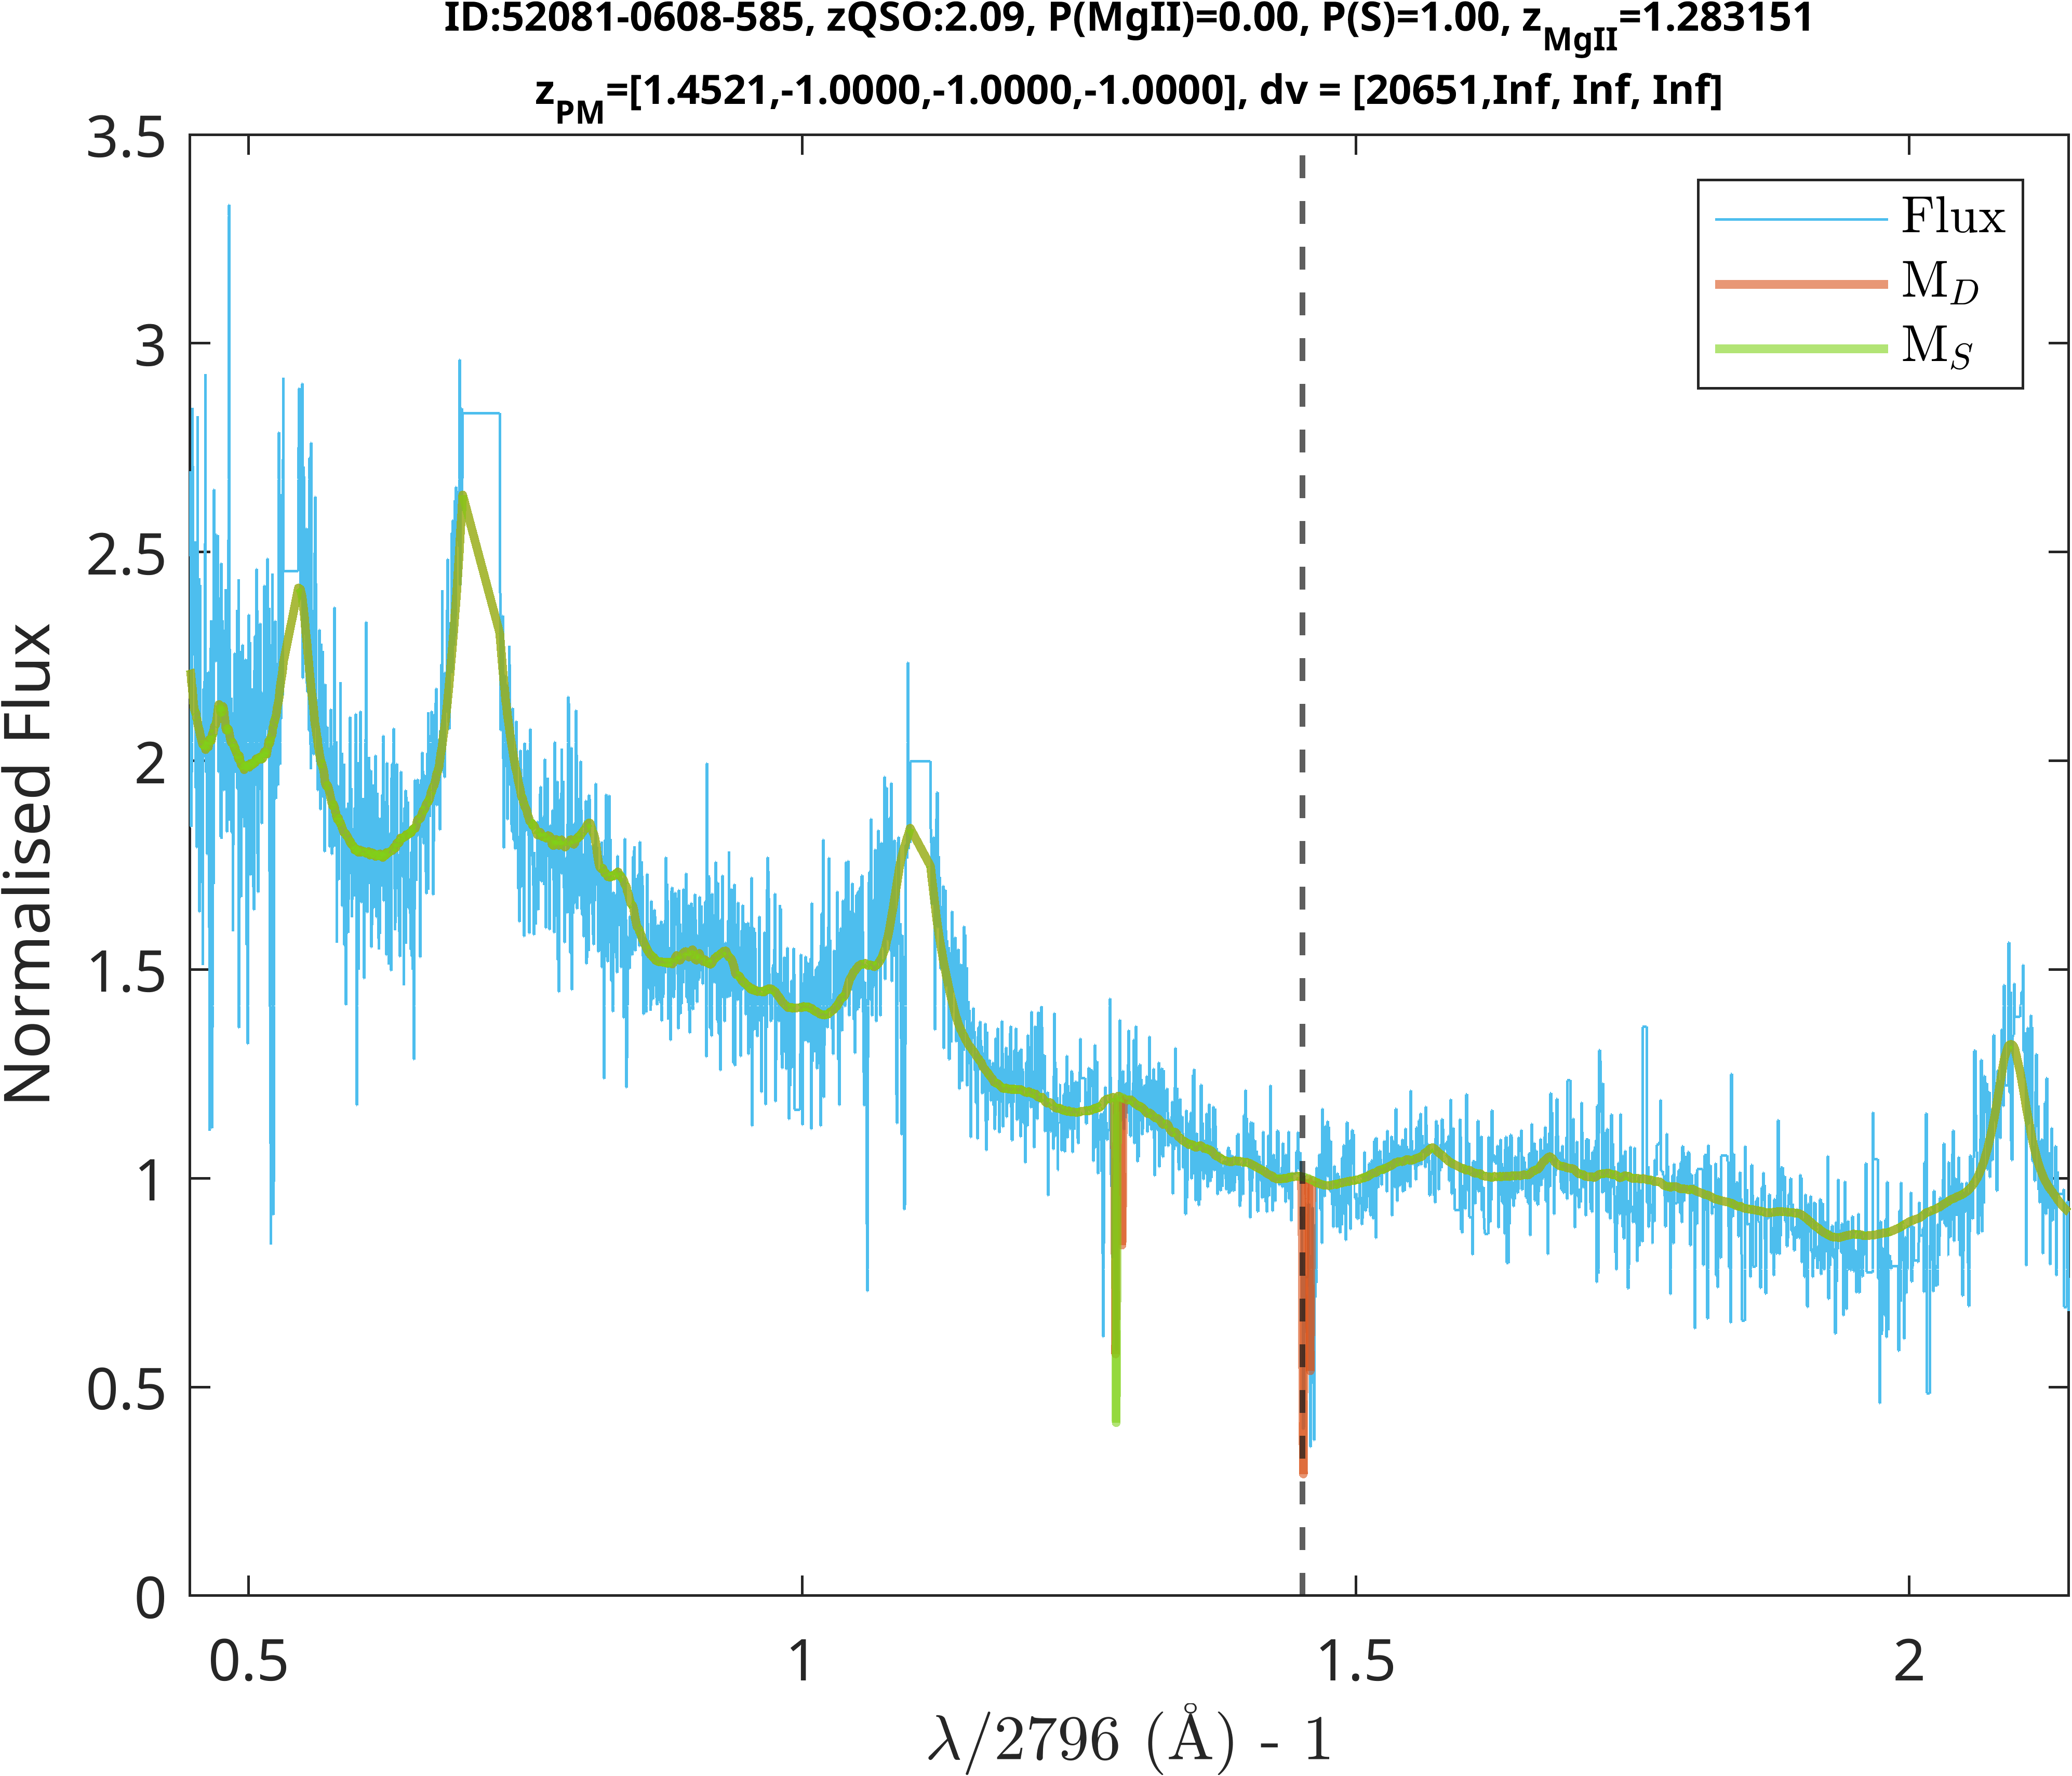 ID:52081-0608-585, zQSO:2.09, P(MgII)=0.00, P(S)=1.00, zMgII=1.283151
zPM=[1.4521,-1.0000,-1.0000,-1.0000], dv = [20651,Inf, Inf, Inf]
3.5
3
2.5
2
1.5
1
0.5
0
Normalised Flux
Flux
MD
MS
0.5
1
1.5
2
λ/2796 (Å) - 1